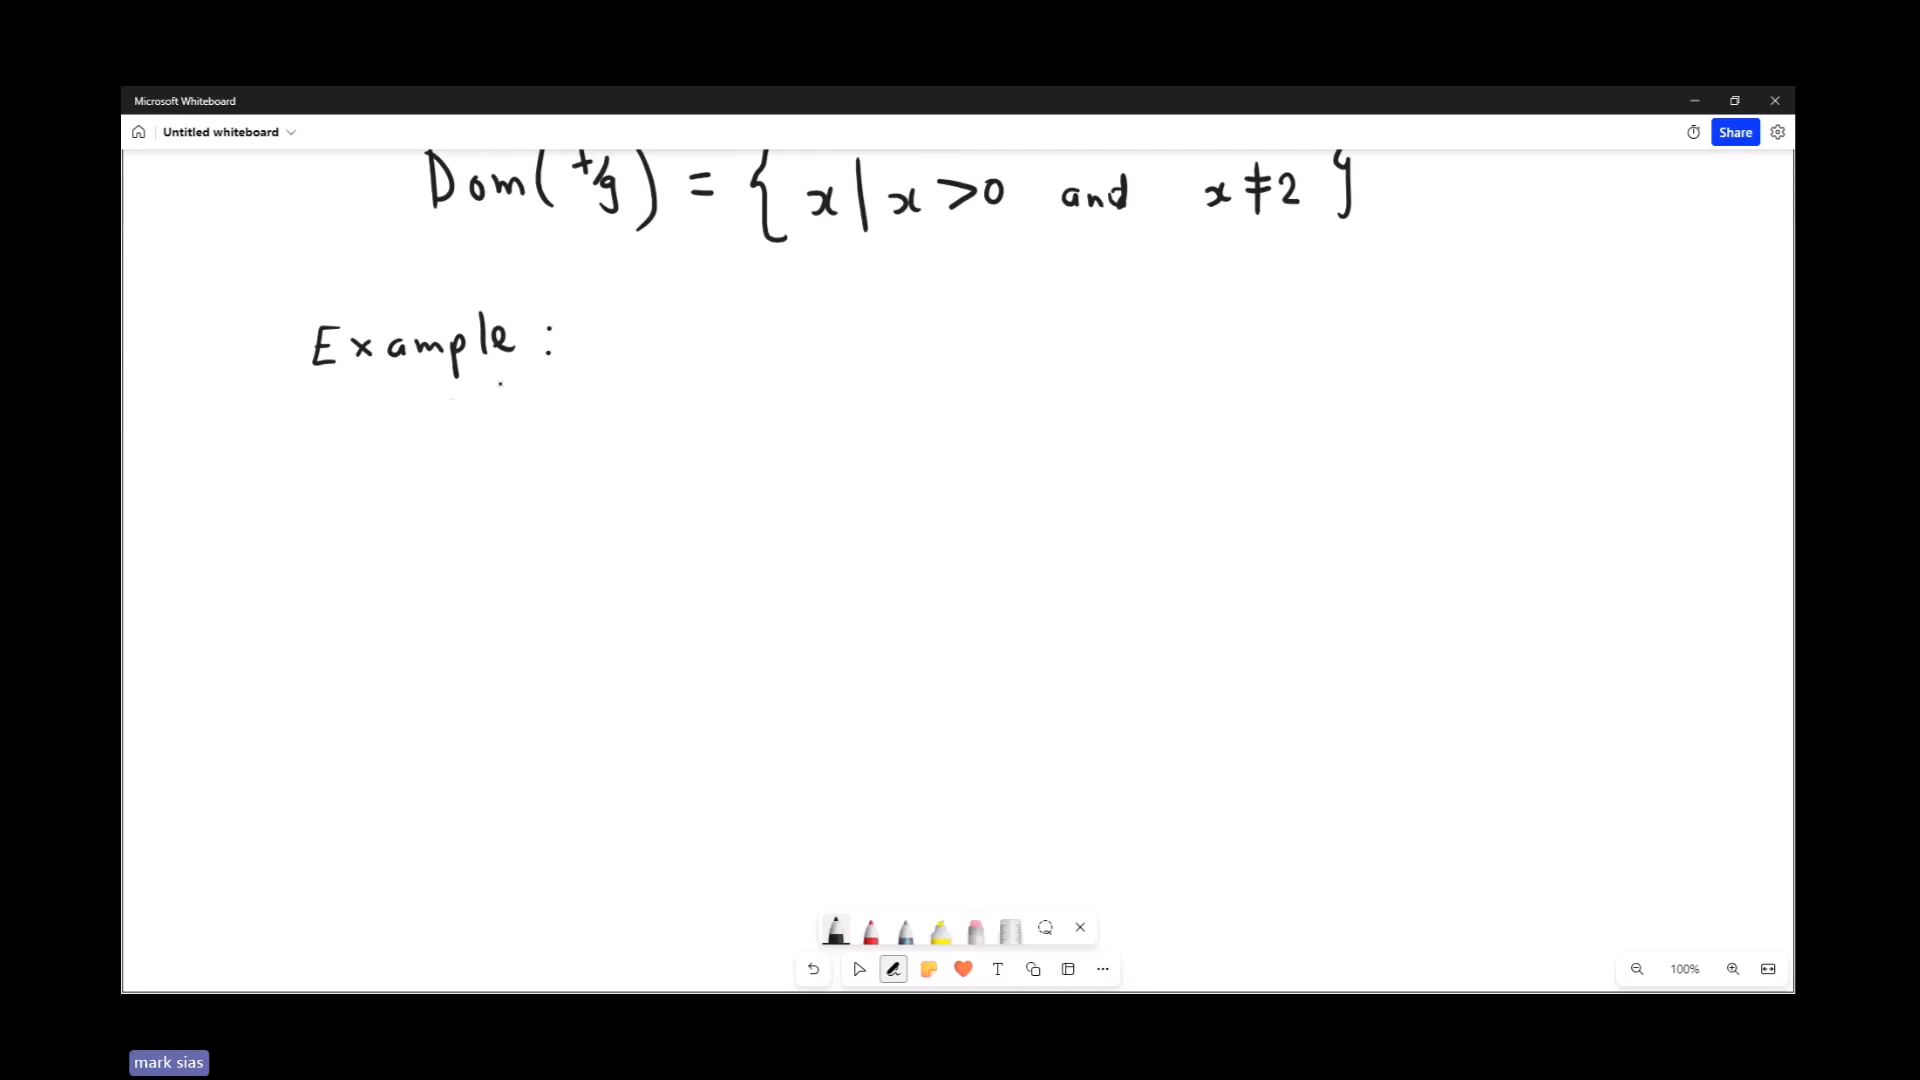 Microsoft Whiteboard
Untitled whiteboard
Share
Dom(f/g) = { x | x > 0 and x ≠ 2 }
Example :
T
100%
mark sias